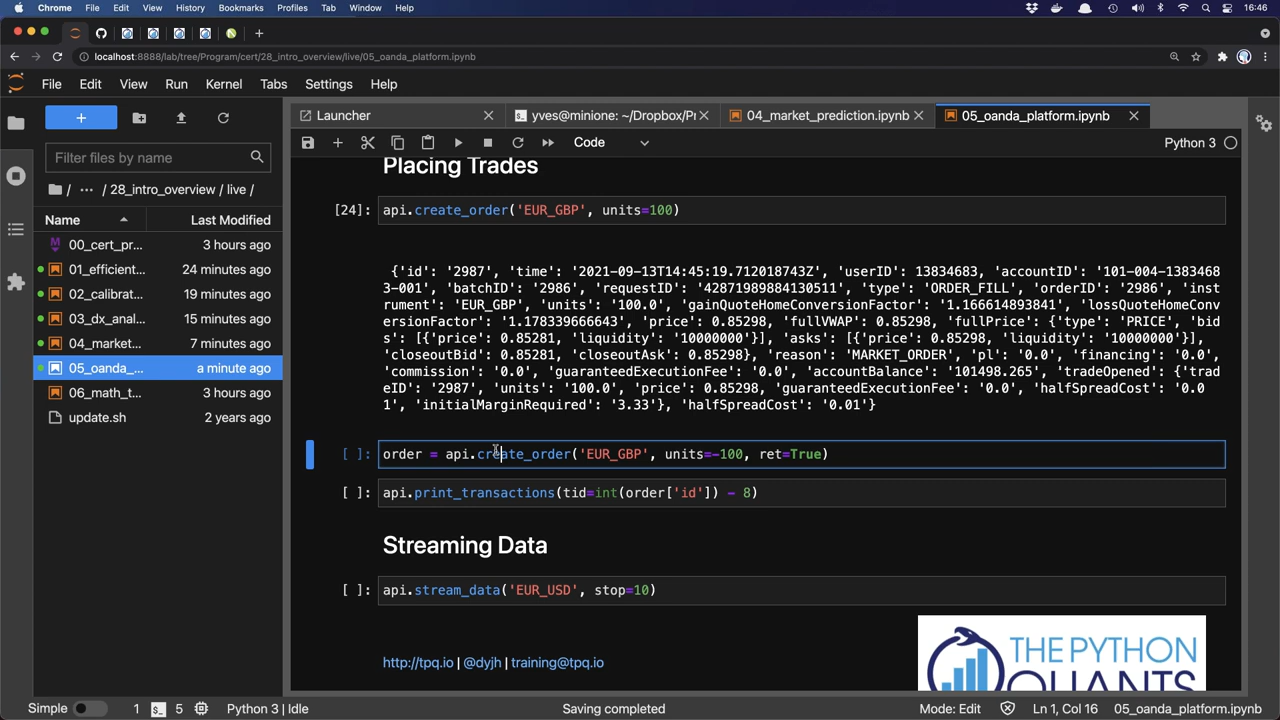 Chrome File Edit View History Bookmarks Profiles Tab Window Help 16:46
localhost:8888/lab/tree/Program/cert/28_intro_overview/live/05_oanda_platform.ipynb
File Edit View Run Kernel Tabs Settings Help
Launcher
yves@minione: ~/Dropbox/Pr
04_market_prediction.ipynb
05_oanda_platform.ipynb
Code
Python 3
Filter files by name
/ ... / 28_intro_overview / live /
Name Last Modified
00_cert_pr... 3 hours ago
01_efficient... 24 minutes ago
02_calibrat... 19 minutes ago
03_dx_anal... 15 minutes ago
04_market... 7 minutes ago
05_oanda_... a minute ago
06_math_t... 3 hours ago
update.sh 2 years ago
Placing Trades
[24]: api.create_order('EUR_GBP', units=100)
{'id': '2987', 'time': '2021-09-13T14:45:19.712018743Z', 'userID': 13834683, 'accountID': '101-004-1383468
3-001', 'batchID': '2986', 'requestID': '42871989884130511', 'type': 'ORDER_FILL', 'orderID': '2986', 'inst
rument': 'EUR_GBP', 'units': '100.0', 'gainQuoteHomeConversionFactor': '1.166614893841', 'lossQuoteHomeConv
ersionFactor': '1.178339666643', 'price': 0.85298, 'fullVWAP': 0.85298, 'fullPrice': {'type': 'PRICE', 'bid
s': [{'price': 0.85281, 'liquidity': '10000000'}], 'asks': [{'price': 0.85298, 'liquidity': '10000000'}],
'closeoutBid': 0.85281, 'closeoutAsk': 0.85298}, 'reason': 'MARKET_ORDER', 'pl': '0.0', 'financing': '0.0',
'commission': '0.0', 'guaranteedExecutionFee': '0.0', 'accountBalance': '101498.265', 'tradeOpened': {'trad
eID': '2987', 'units': '100.0', 'price': 0.85298, 'guaranteedExecutionFee': '0.0', 'halfSpreadCost': '0.0
1', 'initialMarginRequired': '3.33'}, 'halfSpreadCost': '0.01'}
[ ]: order = api.create_order('EUR_GBP', units=-100, ret=True)
[ ]: api.print_transactions(tid=int(order['id']) - 8)
Streaming Data
[ ]: api.stream_data('EUR_USD', stop=10)
http://tpq.io | @dyjh | training@tpq.io
THE PYTHON
QUANTS
Simple 1 5 Python 3 | Idle Saving completed Mode: Edit Ln 1, Col 16 05_oanda_platform.ipynb